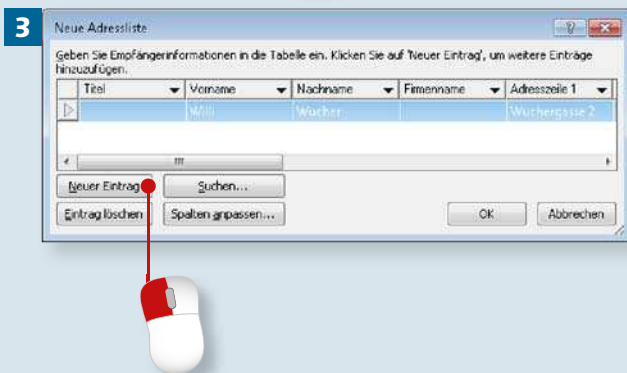 3
Neue Adressliste
Geben Sie Empfängerinformationen in die Tabelle ein. Klicken Sie auf 'Neuer Eintrag', um weitere Einträge
hinzuzufügen.
Titel Vorname Nachname Firmenname Adresszeile 1
Willi Wucher Wuchergasse 2
Neuer Eintrag Suchen...
Eintrag löschen Spalten anpassen... OK Abbrechen